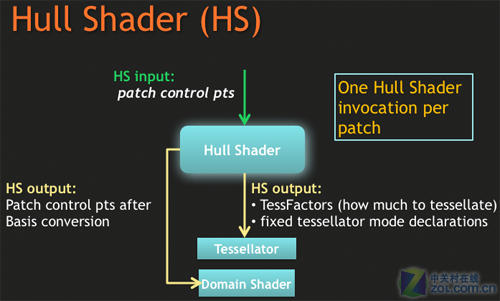 Hull Shader (HS)
HS input:
patch control pts
One Hull Shader
invocation per
patch
Hull Shader
HS output:
Patch control pts after
Basis conversion
HS output:
• TessFactors (how much to tessellate)
• fixed tessellator mode declarations
Tessellator
Domain Shader
中关村在线
zol.com.cn